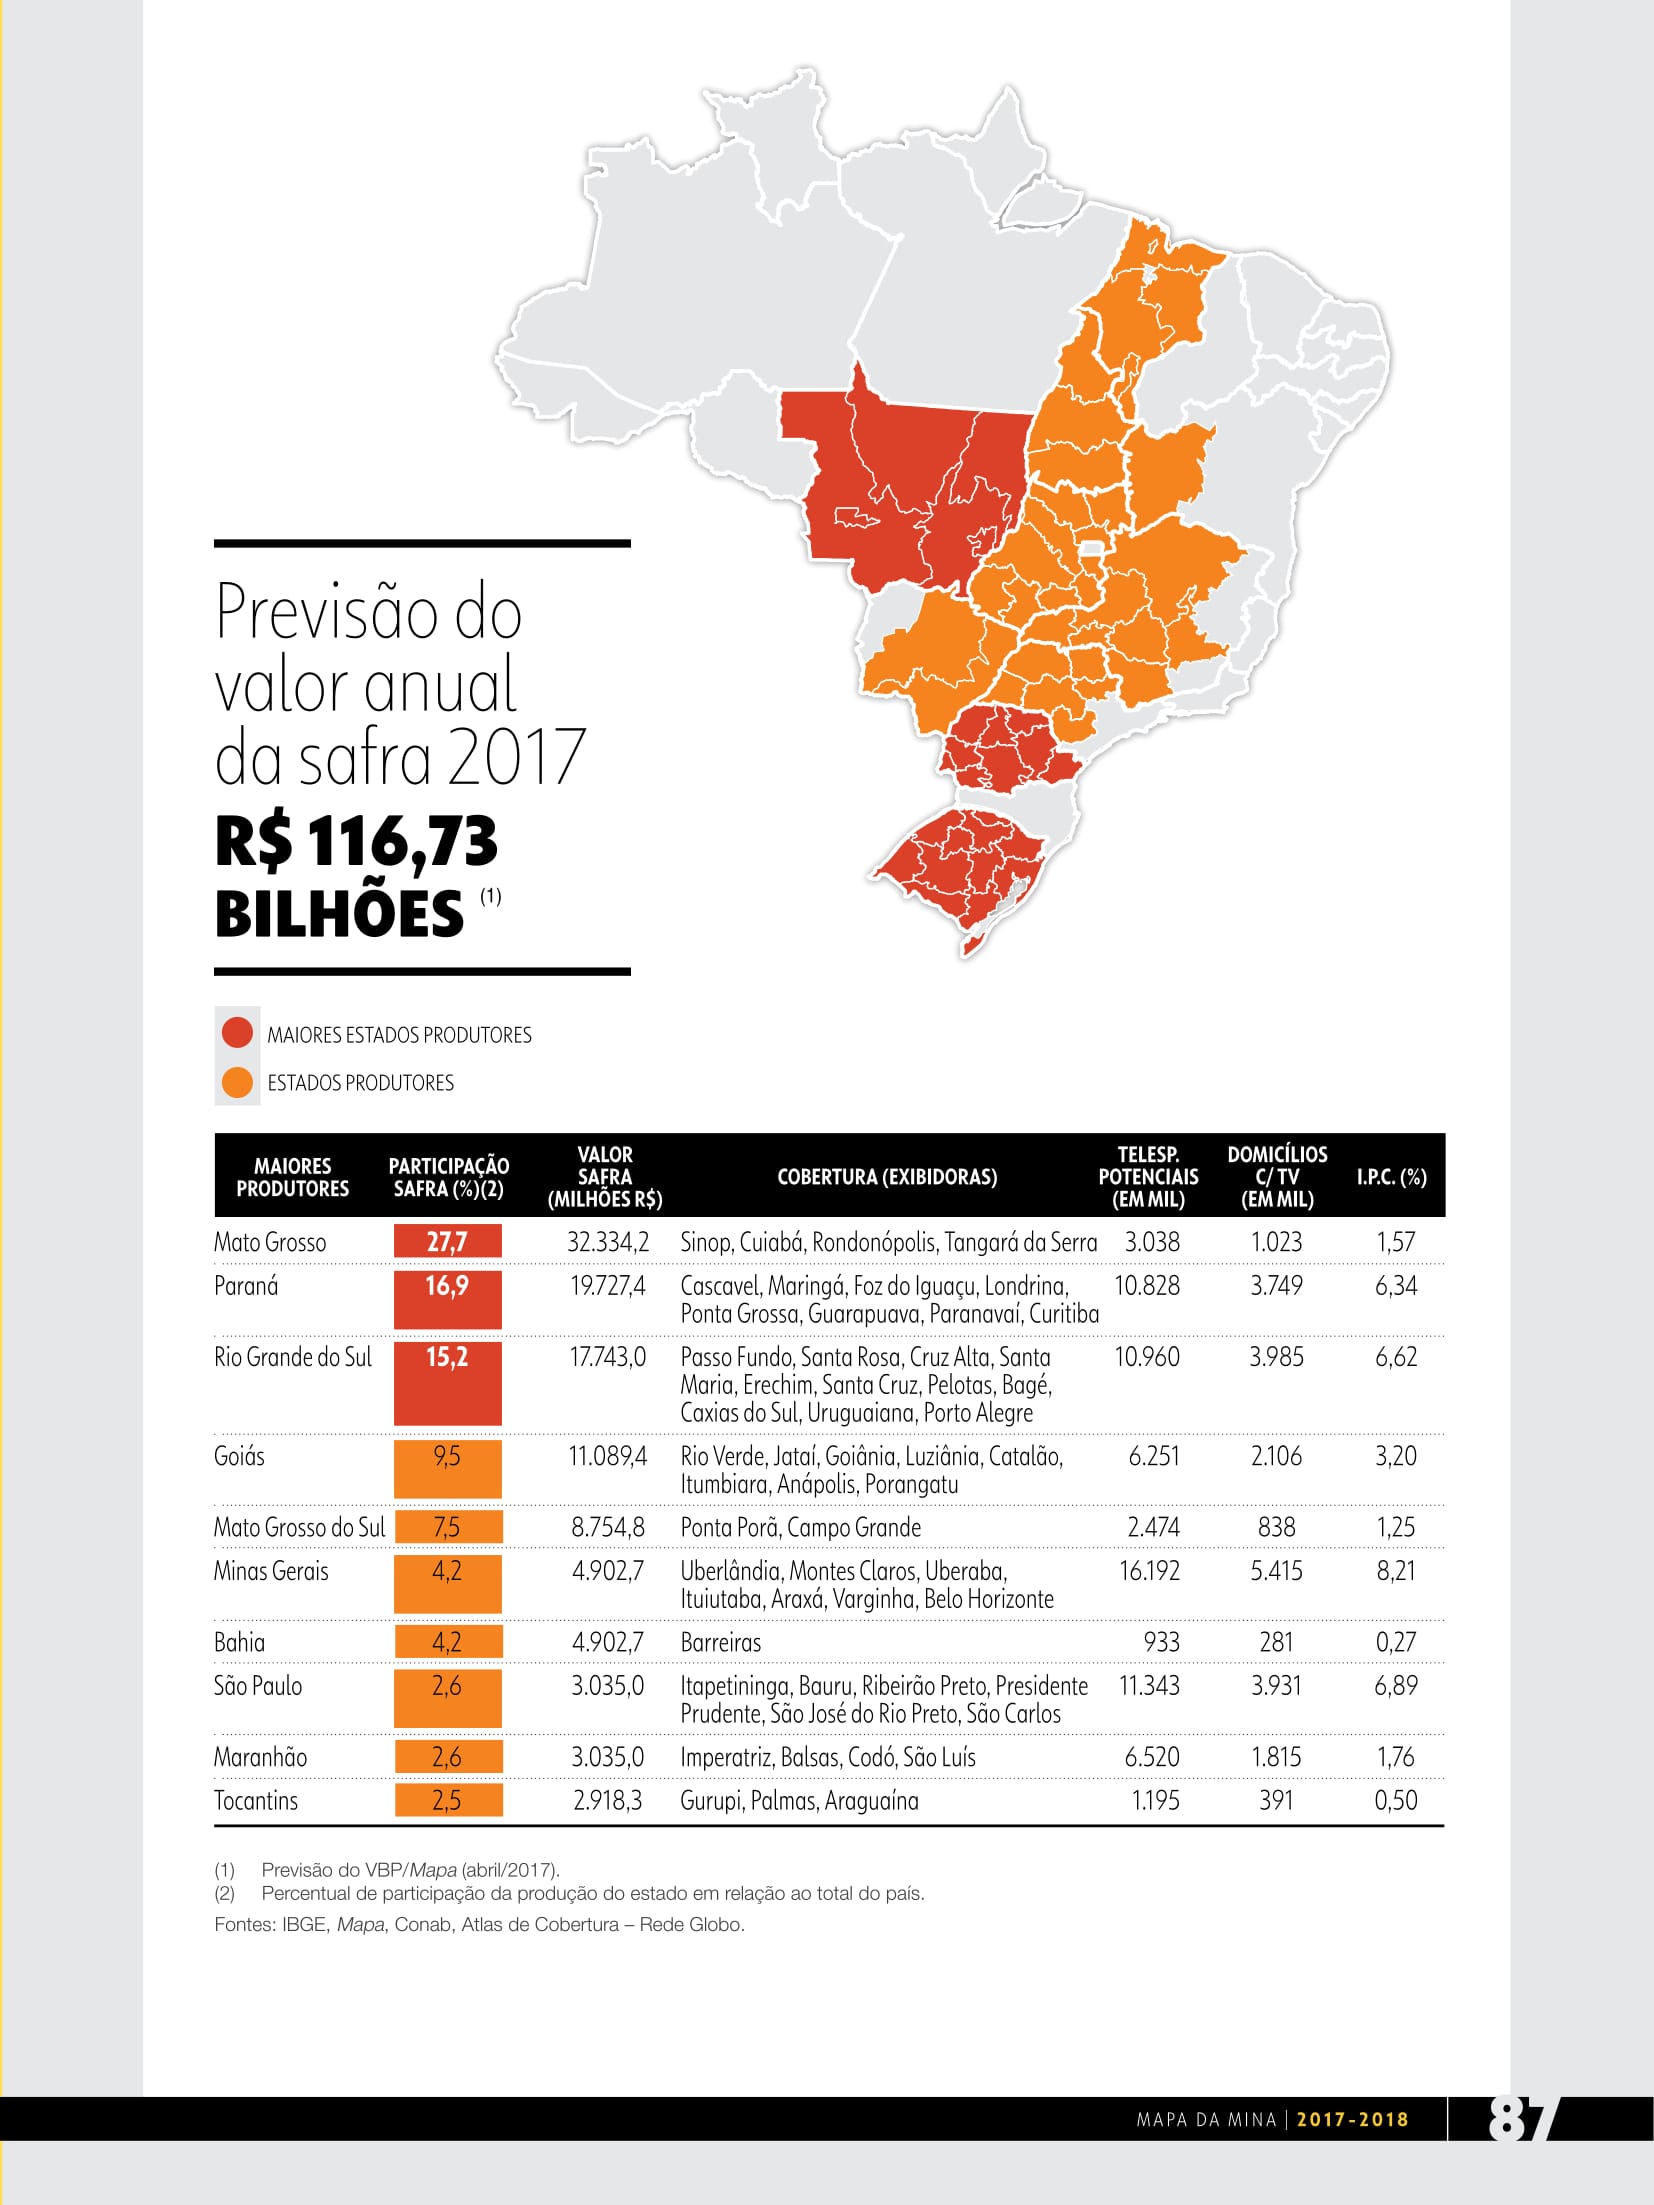 Previsão do
valor anual
da safra 2017
R$ 116,73
BILHÕES (1)
MAIORES ESTADOS PRODUTORES
ESTADOS PRODUTORES
MAIORES PRODUTORES PARTICIPAÇÃO SAFRA (%)(2) VALOR SAFRA (MILHÕES R$) COBERTURA (EXIBIDORAS) TELESP. POTENCIAIS (EM MIL) DOMICÍLIOS C/ TV (EM MIL) I.P.C. (%)
Mato Grosso 27,7 32.334,2 Sinop, Cuiabá, Rondonópolis, Tangará da Serra 3.038 1.023 1,57
Paraná 16,9 19.727,4 Cascavel, Maringá, Foz do Iguaçu, Londrina, 10.828 3.749 6,34
Ponta Grossa, Guarapuava, Paranavaí, Curitiba
Rio Grande do Sul 15,2 17.743,0 Passo Fundo, Santa Rosa, Cruz Alta, Santa 10.960 3.985 6,62
Maria, Erechim, Santa Cruz, Pelotas, Bagé,
Caxias do Sul, Uruguaiana, Porto Alegre
Goiás 9,5 11.089,4 Rio Verde, Jataí, Goiânia, Luziânia, Catalão, 6.251 2.106 3,20
Itumbiara, Anápolis, Porangatu
Mato Grosso do Sul 7,5 8.754,8 Ponta Porã, Campo Grande 2.474 838 1,25
Minas Gerais 4,2 4.902,7 Uberlândia, Montes Claros, Uberaba, 16.192 5.415 8,21
Ituiutaba, Araxá, Varginha, Belo Horizonte
Bahia 4,2 4.902,7 Barreiras 933 281 0,27
São Paulo 2,6 3.035,0 Itapetininga, Bauru, Ribeirão Preto, Presidente 11.343 3.931 6,89
Prudente, São José do Rio Preto, São Carlos
Maranhão 2,6 3.035,0 Imperatriz, Balsas, Codó, São Luís 6.520 1.815 1,76
Tocantins 2,5 2.918,3 Gurupi, Palmas, Araguaína 1.195 391 0,50
(1) Previsão do VBP/Mapa (abril/2017).
(2) Percentual de participação da produção do estado em relação ao total do país.
Fontes: IBGE, Mapa, Conab, Atlas de Cobertura – Rede Globo.
MAPA DA MINA | 2017-2018 87